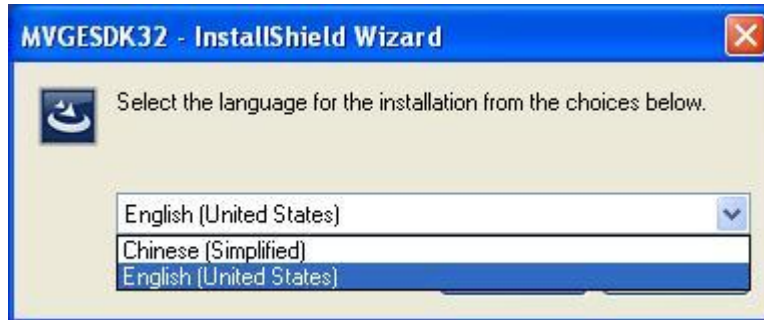 MVGESDK32 - InstallShield Wizard
Select the language for the installation from the choices below.
English (United States)
Chinese (Simplified)
English (United States)